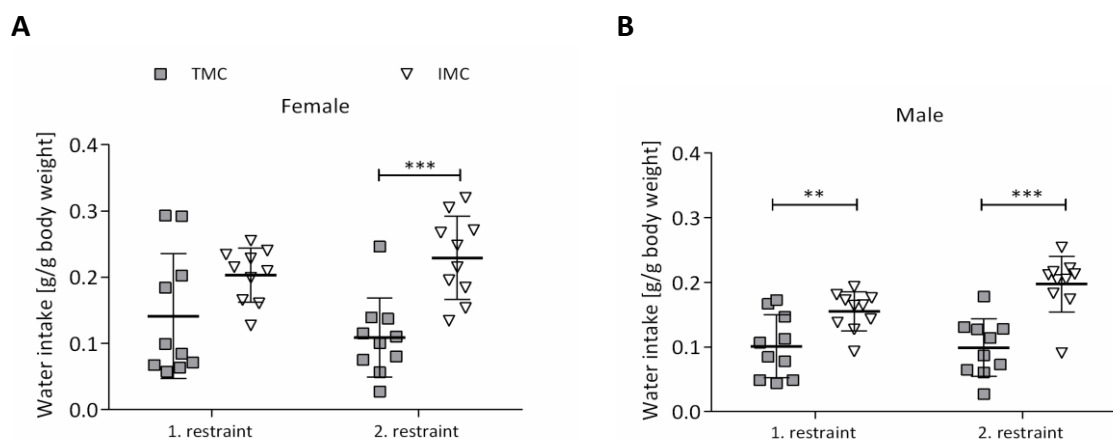 A
TMC IMC
Female
Water intake [g/g body weight]
0.4
***
0.3
0.2
0.1
0.0
1. restraint 2. restraint
B
Male
Water intake [g/g body weight]
0.4
** ***
0.3
0.2
0.1
0.0
1. restraint 2. restraint